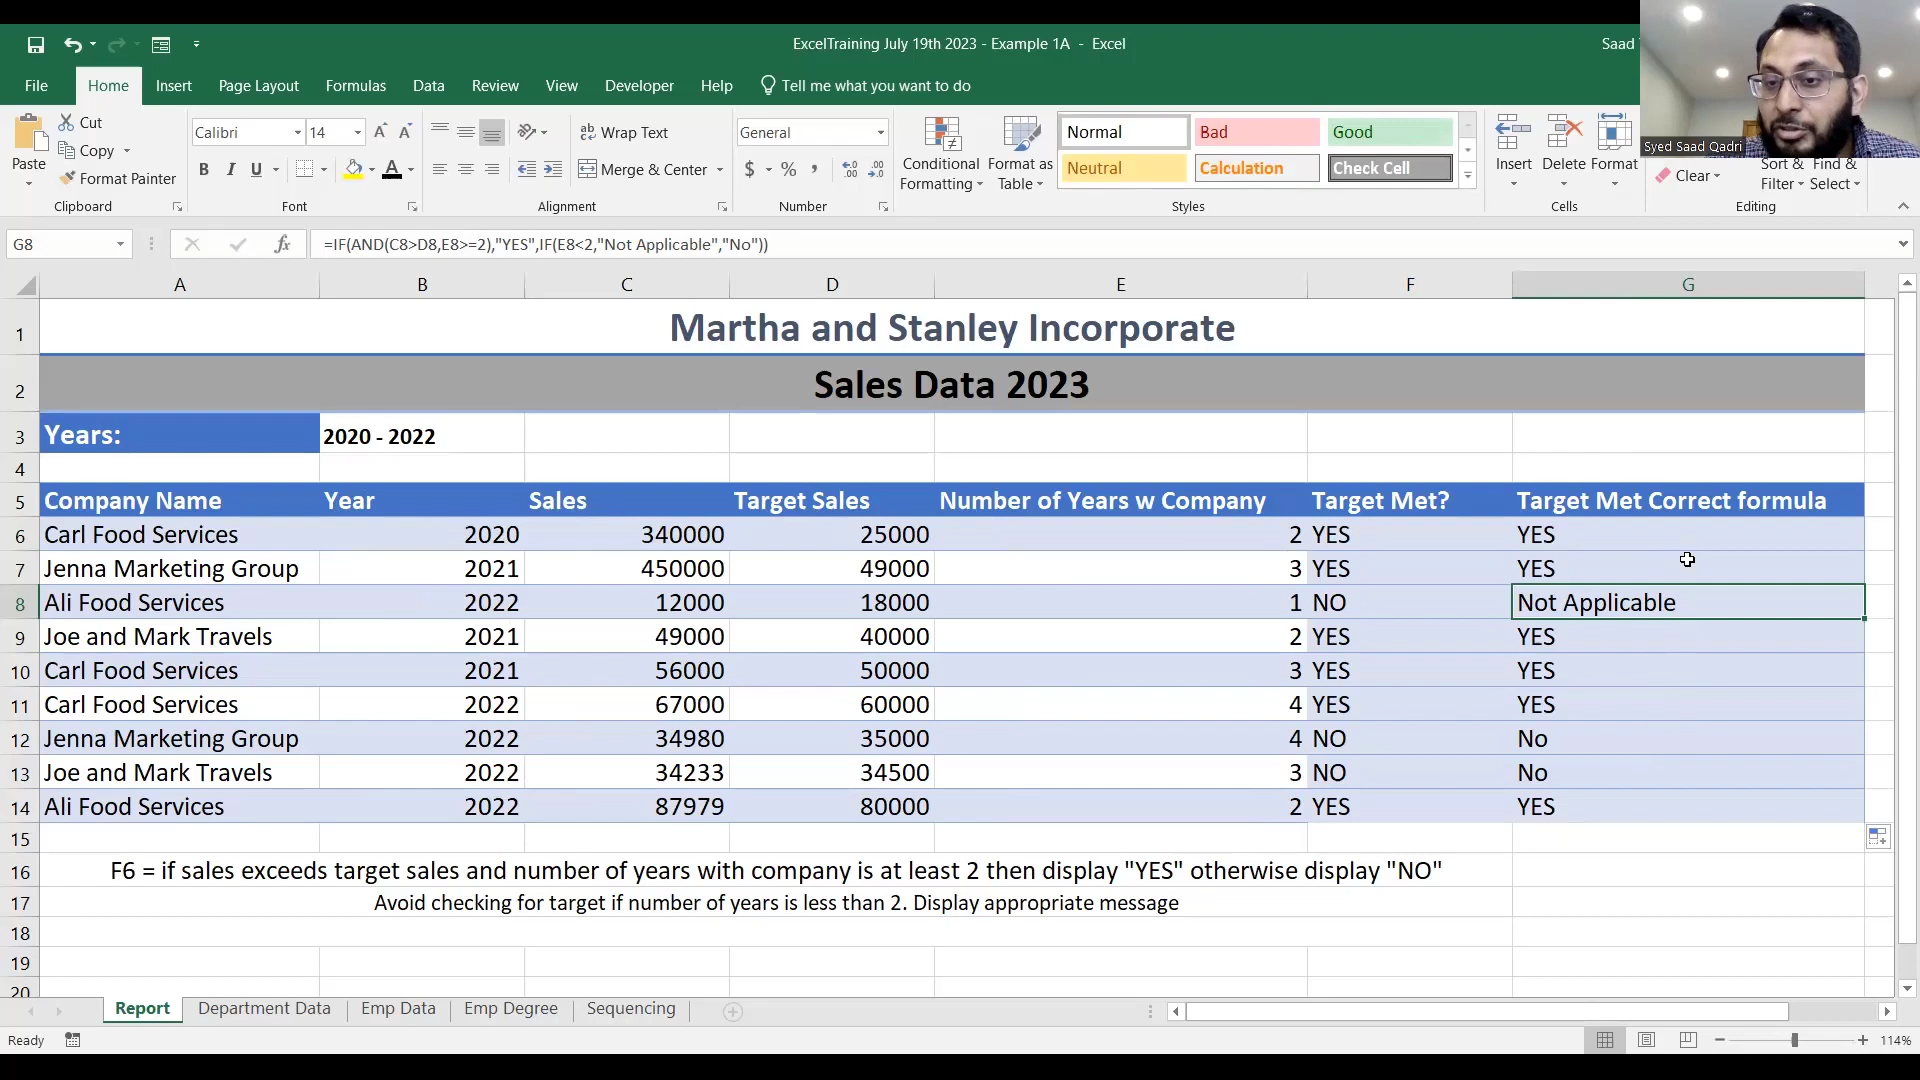 ExcelTraining July 19th 2023 - Example 1A - Excel
Saad
File Home Insert Page Layout Formulas Data Review View Developer Help Tell me what you want to do
Paste
Cut
Copy
Format Painter
Clipboard
Calibri 14
B I U A
Font
Wrap Text
Merge & Center
Alignment
General
$ % ,
Number
Conditional Formatting
Format as Table
Normal Bad Good
Neutral Calculation Check Cell
Styles
Insert Delete Format
Cells
Clear
Sort & Filter
Find & Select
Editing
Syed Saad Qadri
G8 fx =IF(AND(C8>D8,E8>=2),"YES",IF(E8<2,"Not Applicable","No"))
A B C D E F G
1 Martha and Stanley Incorporate
2 Sales Data 2023
3 Years: 2020 - 2022
4
5 Company Name Year Sales Target Sales Number of Years w Company Target Met? Target Met Correct formula
6 Carl Food Services 2020 340000 25000 2 YES YES
7 Jenna Marketing Group 2021 450000 49000 3 YES YES
8 Ali Food Services 2022 12000 18000 1 NO Not Applicable
9 Joe and Mark Travels 2021 49000 40000 2 YES YES
10 Carl Food Services 2021 56000 50000 3 YES YES
11 Carl Food Services 2022 67000 60000 4 YES YES
12 Jenna Marketing Group 2022 34980 35000 4 NO No
13 Joe and Mark Travels 2022 34233 34500 3 NO No
14 Ali Food Services 2022 87979 80000 2 YES YES
15
16 F6 = if sales exceeds target sales and number of years with company is at least 2 then display "YES" otherwise display "NO"
17 Avoid checking for target if number of years is less than 2. Display appropriate message
18
19
20
Report Department Data Emp Data Emp Degree Sequencing
Ready 114%